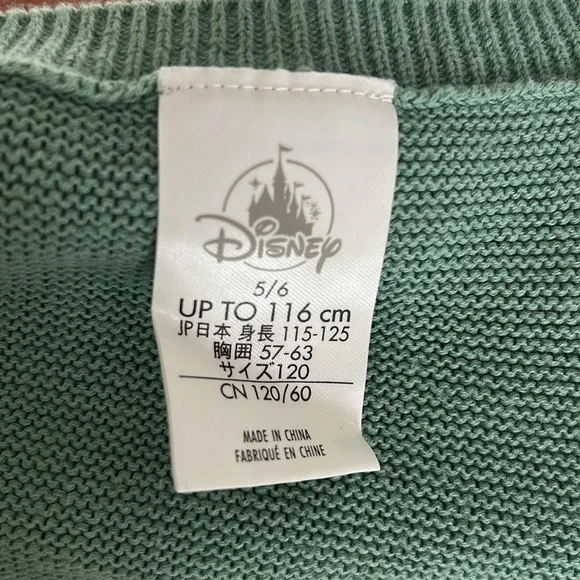 Disney
5/6
UP TO 116 cm
JP日本 身長 115-125
胸囲 57-63
サイズ120
CN 120/60
MADE IN CHINA
FABRIQUÉ EN CHINE